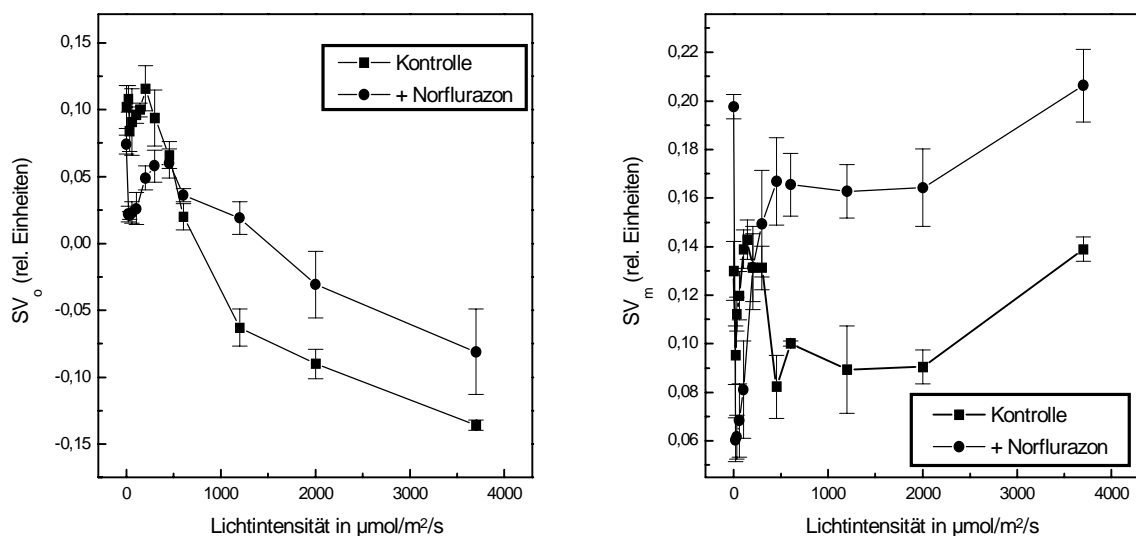 0,15
0,10
0,05
0,00
-0,05
-0,10
-0,15
SVo (rel. Einheiten)
Kontrolle
+ Norflurazon
0 1000 2000 3000 4000
Lichtintensität in µmol/m²/s
0,22
0,20
0,18
0,16
0,14
0,12
0,10
0,08
0,06
SVm (rel. Einheiten)
Kontrolle
+ Norflurazon
0 1000 2000 3000 4000
Lichtintensität in µmol/m²/s